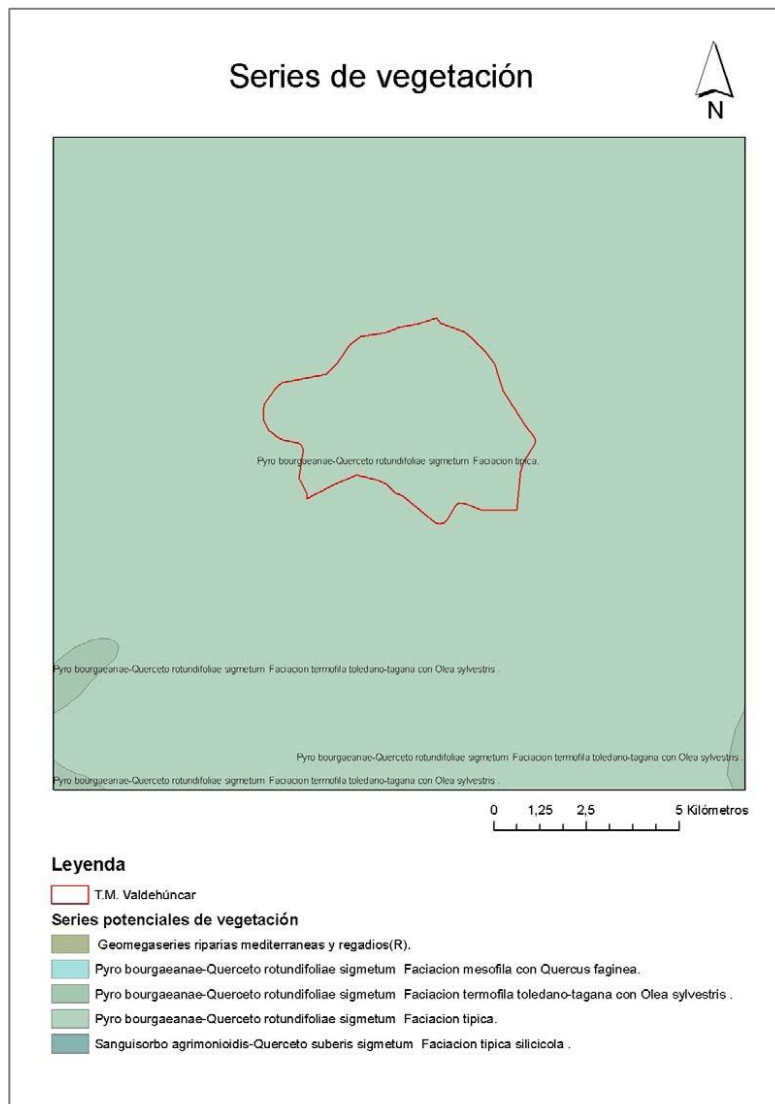 Series de vegetación
N
Pyro bourgaeanae-Querceto rotundifoliae sigmetum Faciacion tipica.
Pyro bourgaeanae-Querceto rotundifoliae sigmetum Faciacion termofila toledano-tagana con Olea sylvestris .
Pyro bourgaeanae-Querceto rotundifoliae sigmetum Faciacion termofila toledano-tagana con Olea sylvestris .
Pyro bourgaeanae-Querceto rotundifoliae sigmetum Faciacion termofila toledano-tagana con Olea sylvestris .
0 1,25 2,5 5 Kilómetros
Leyenda
T.M. Valdehúncar
Series potenciales de vegetación
Geomegaseries riparias mediterraneas y regadios(R).
Pyro bourgaeanae-Querceto rotundifoliae sigmetum Faciacion mesofila con Quercus faginea.
Pyro bourgaeanae-Querceto rotundifoliae sigmetum Faciacion termofila toledano-tagana con Olea sylvestris .
Pyro bourgaeanae-Querceto rotundifoliae sigmetum Faciacion tipica.
Sanguisorbo agrimonioidis-Querceto suberis sigmetum Faciacion tipica silicicola .